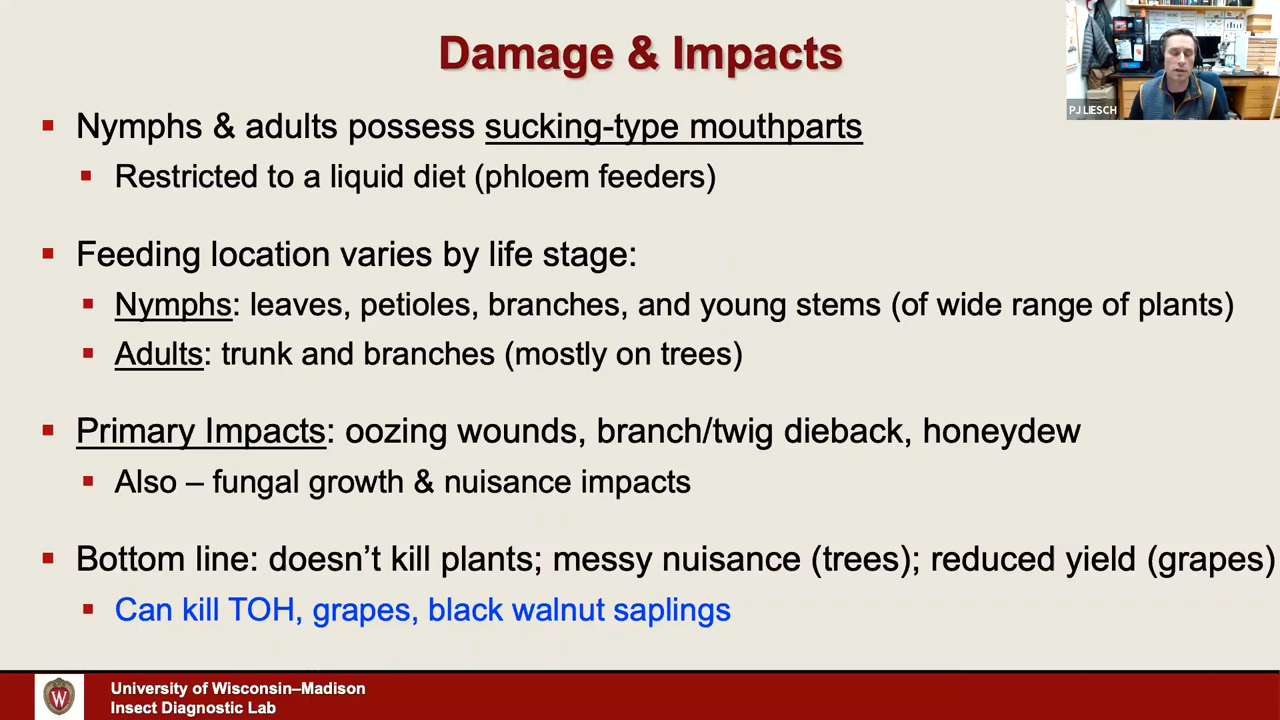 Damage & Impacts
PJ LIESCH
Nymphs & adults possess sucking-type mouthparts
Restricted to a liquid diet (phloem feeders)
Feeding location varies by life stage:
Nymphs: leaves, petioles, branches, and young stems (of wide range of plants)
Adults: trunk and branches (mostly on trees)
Primary Impacts: oozing wounds, branch/twig dieback, honeydew
Also – fungal growth & nuisance impacts
Bottom line: doesn’t kill plants; messy nuisance (trees); reduced yield (grapes)
Can kill TOH, grapes, black walnut saplings
W
University of Wisconsin–Madison
Insect Diagnostic Lab